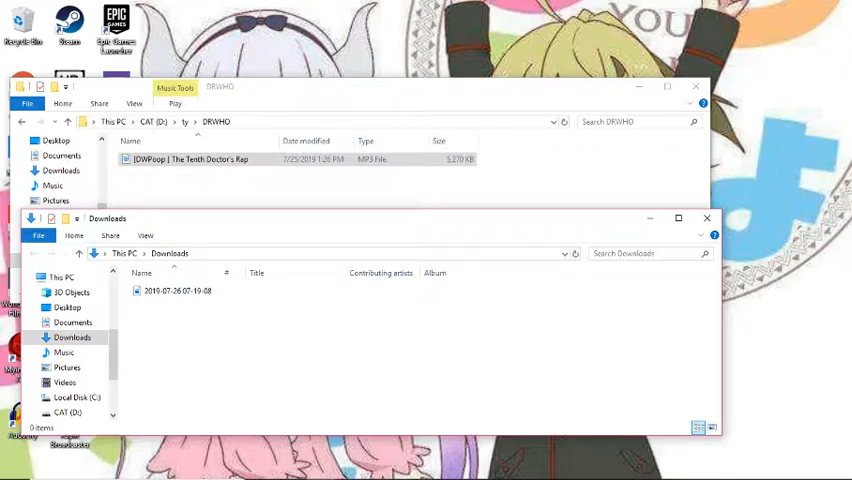 YOU
Recycle Bin
Steam
Epic Games
Launcher
Music Tools
DRWHO
File
Home
Share
View
Play
This PC
CAT (D:)
ty
DRWHO
Search DRWHO
Desktop
Documents
Downloads
Music
Pictures
Name
Date modified
Type
Size
[DWPoop ] The Tenth Doctor's Rap
7/25/2019 1:26 PM
MP3 File
5,270 KB
Downloads
File
Home
Share
View
This PC
Downloads
Search Downloads
This PC
3D Objects
Desktop
Documents
Downloads
Music
Pictures
Videos
Local Disk (C:)
CAT (D:)
Name
#
Title
Contributing artists
Album
2019-07-26 07-19-08
0 items
Audacity
Broadcaster